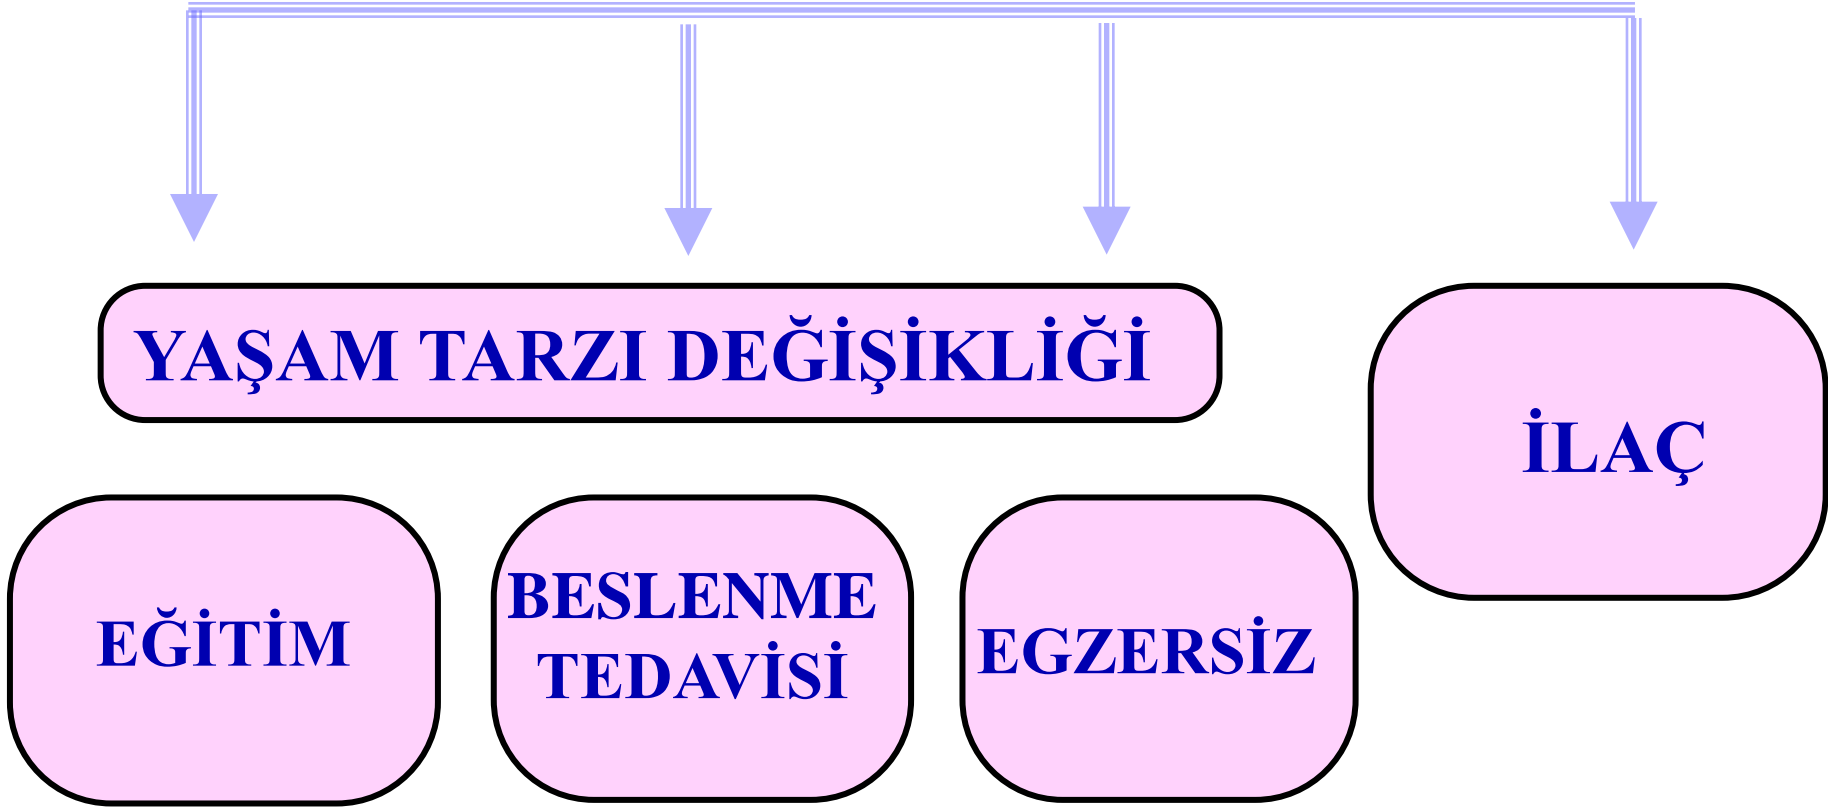 YAŞAM TARZI DEĞİŞİKLİĞİ
İLAÇ
EĞİTİM
BESLENME
TEDAVİSİ
EGZERSİZ